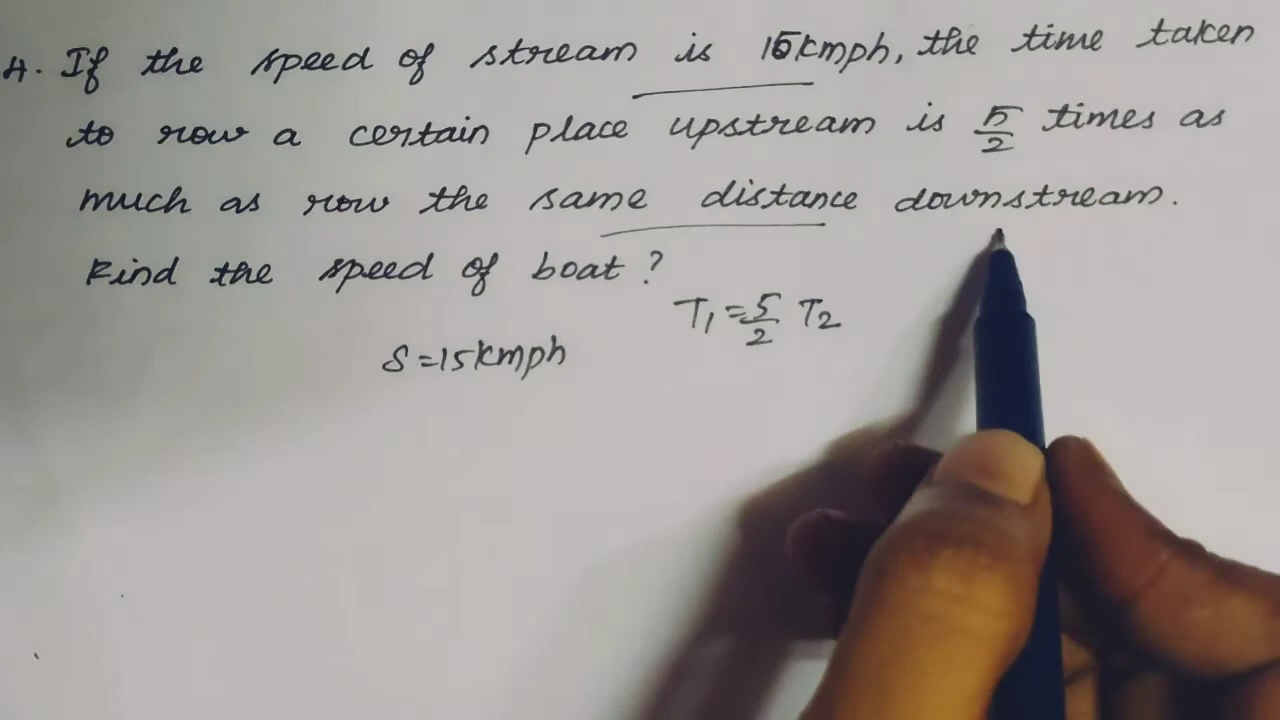 4. If the speed of stream is 15kmph, the time taken
to row a certain place upstream is 5/2 times as
much as row the same distance downstream.
Find the speed of boat?
T1 = 5/2 T2
S = 15kmph